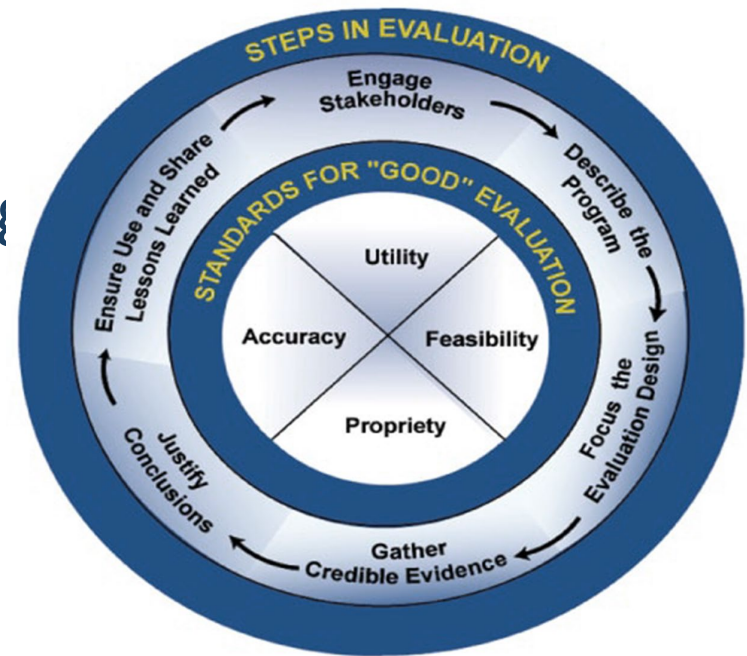 STEPS IN EVALUATION
Engage
Stakeholders
Describe the
Program
Focus the
Evaluation Design
Gather
Credible Evidence
Justify
Conclusions
Ensure Use and Share
Lessons Learned
STANDARDS FOR "GOOD" EVALUATION
Utility
Feasibility
Propriety
Accuracy